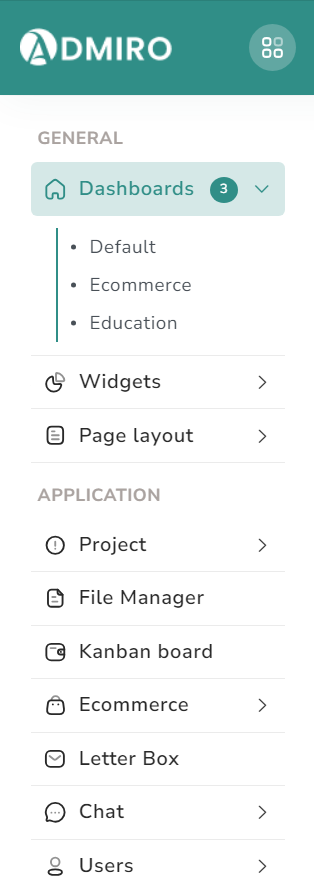 ADMIRO
GENERAL
Dashboards 3
Default
Ecommerce
Education
Widgets
Page layout
APPLICATION
Project
File Manager
Kanban board
Ecommerce
Letter Box
Chat
Users